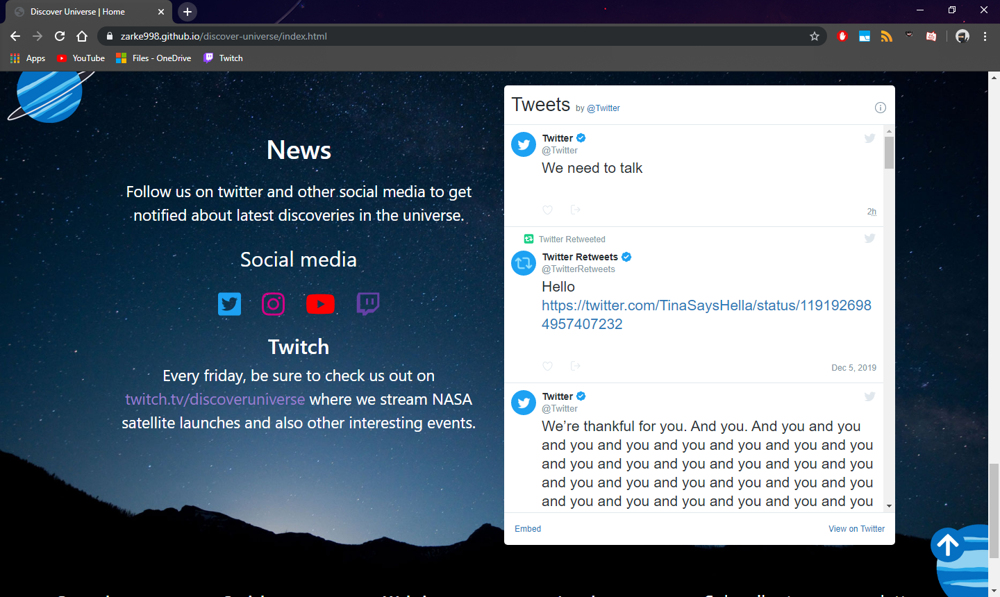 Discover Universe | Home
zarke998.github.io/discover-universe/index.html
Apps
YouTube
Files - OneDrive
Twitch
News
Follow us on twitter and other social media to get
notified about latest discoveries in the universe.
Social media
Twitch
Every friday, be sure to check us out on
twitch.tv/discoveruniverse where we stream NASA
satellite launches and also other interesting events.
Tweets by @Twitter
Twitter
@Twitter
We need to talk
2h
Twitter Retweeted
Twitter Retweets
@TwitterRetweets
Hello
https://twitter.com/TinaSaysHella/status/119192698
4957407232
Dec 5, 2019
Twitter
@Twitter
We’re thankful for you. And you. And you and you
and you and you and you and you and you and you
and you and you and you and you and you and you
and you and you and you and you and you and you
and you and you and you and you and you and you
Embed
View on Twitter